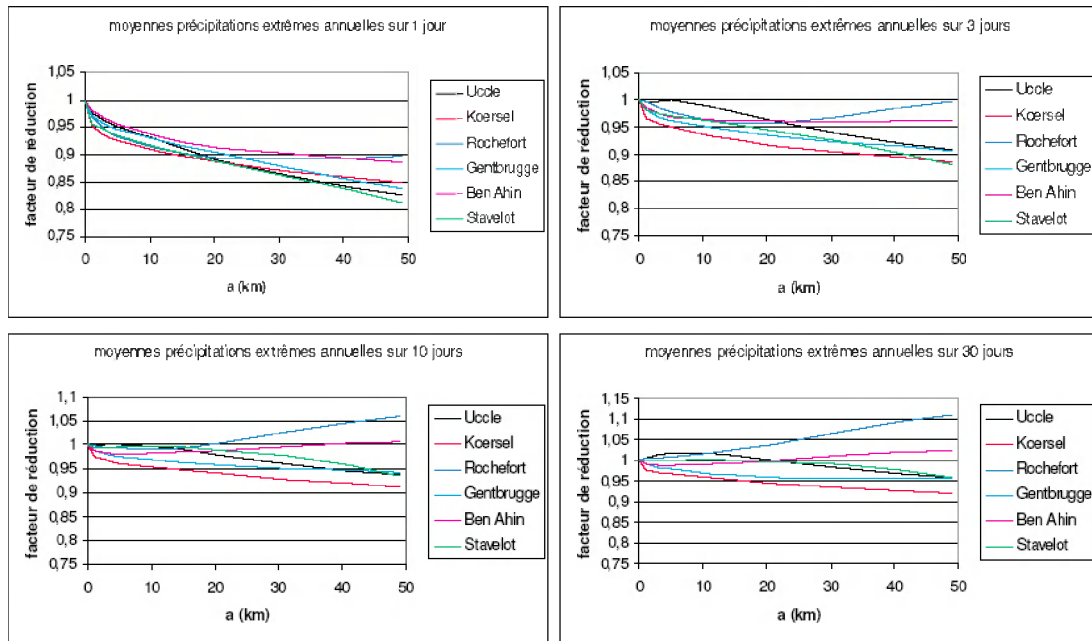 moyennes précipitations extrêmes annuelles sur 1 jour
facteur de réduction
1,05
1
0,95
0,9
0,85
0,8
0,75
0 10 20 30 40 50
a (km)
Uccle
Koersel
Rochefort
Gentbrugge
Ben Ahin
Stavelot
moyennes précipitations extrêmes annuelles sur 3 jours
facteur de réduction
1,05
1
0,95
0,9
0,85
0,8
0,75
0 10 20 30 40 50
a (km)
Uccle
Koersel
Rochefort
Gentbrugge
Ben Ahin
Stavelot
moyennes précipitations extrêmes annuelles sur 10 jours
facteur de réduction
1,1
1,05
1
0,95
0,9
0,85
0,8
0,75
0 10 20 30 40 50
a (km)
Uccle
Koersel
Rochefort
Gentbrugge
Ben Ahin
Stavelot
moyennes précipitations extrêmes annuelles sur 30 jours
facteur de réduction
1,15
1,1
1,05
1
0,95
0,9
0,85
0,8
0,75
0 10 20 30 40 50
a (km)
Uccle
Koersel
Rochefort
Gentbrugge
Ben Ahin
Stavelot